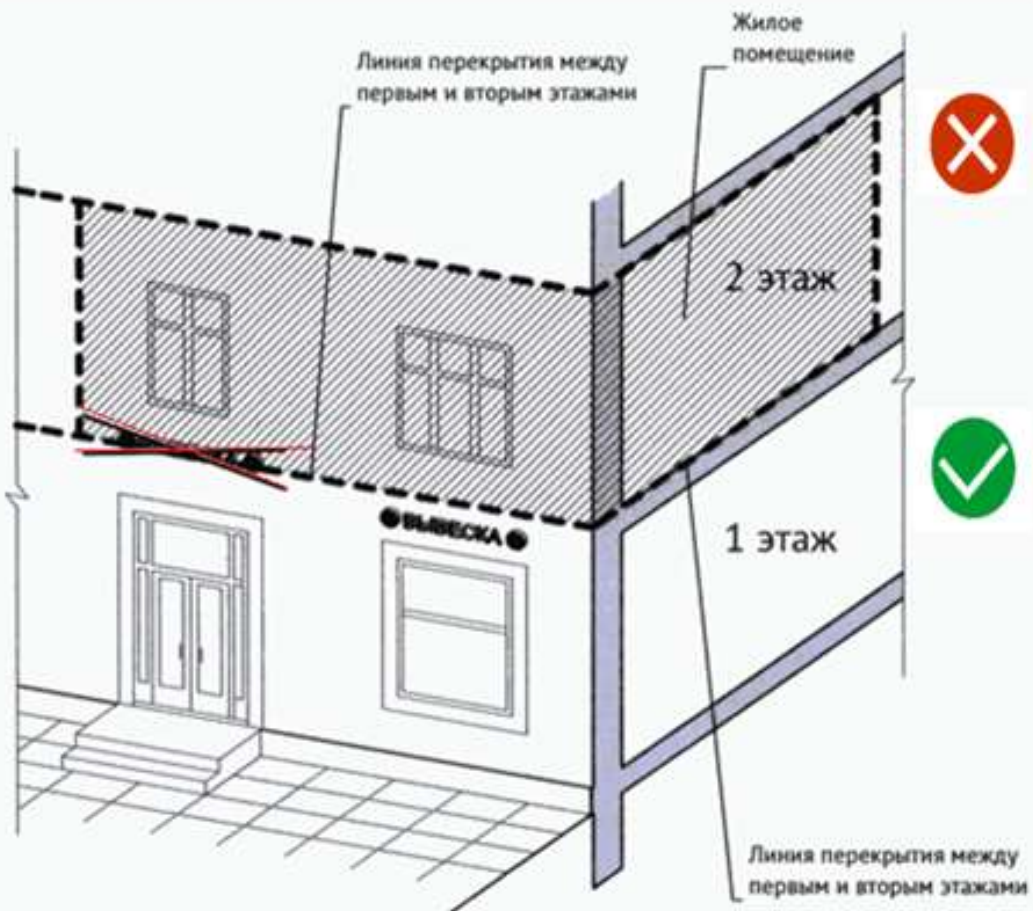 Жилое
помещение
Линия перекрытия между
первым и вторым этажами
2 этаж
ВЫВЕСКА
1 этаж
Линия перекрытия между
первым и вторым этажами